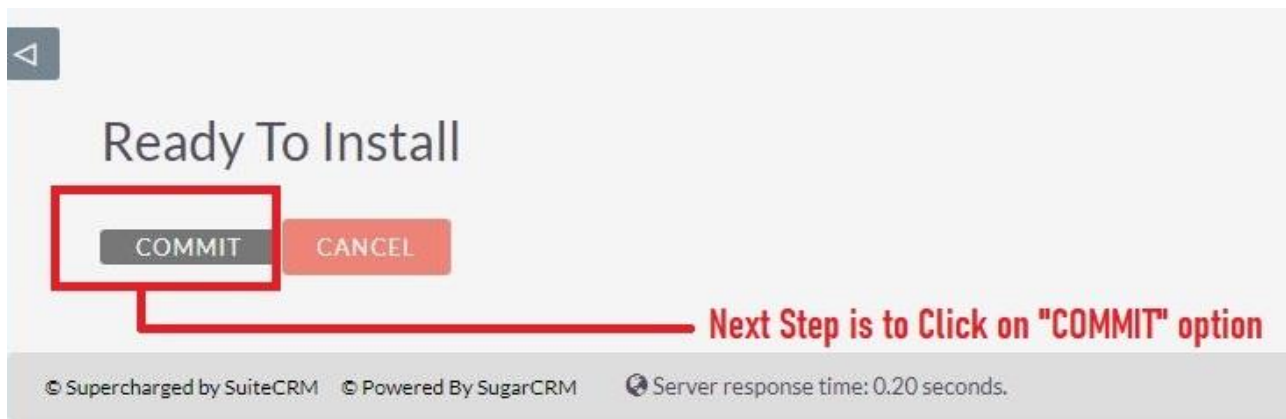 Ready To Install
COMMIT CANCEL
Next Step is to Click on "COMMIT" option
© Supercharged by SuiteCRM © Powered By SugarCRM Server response time: 0.20 seconds.